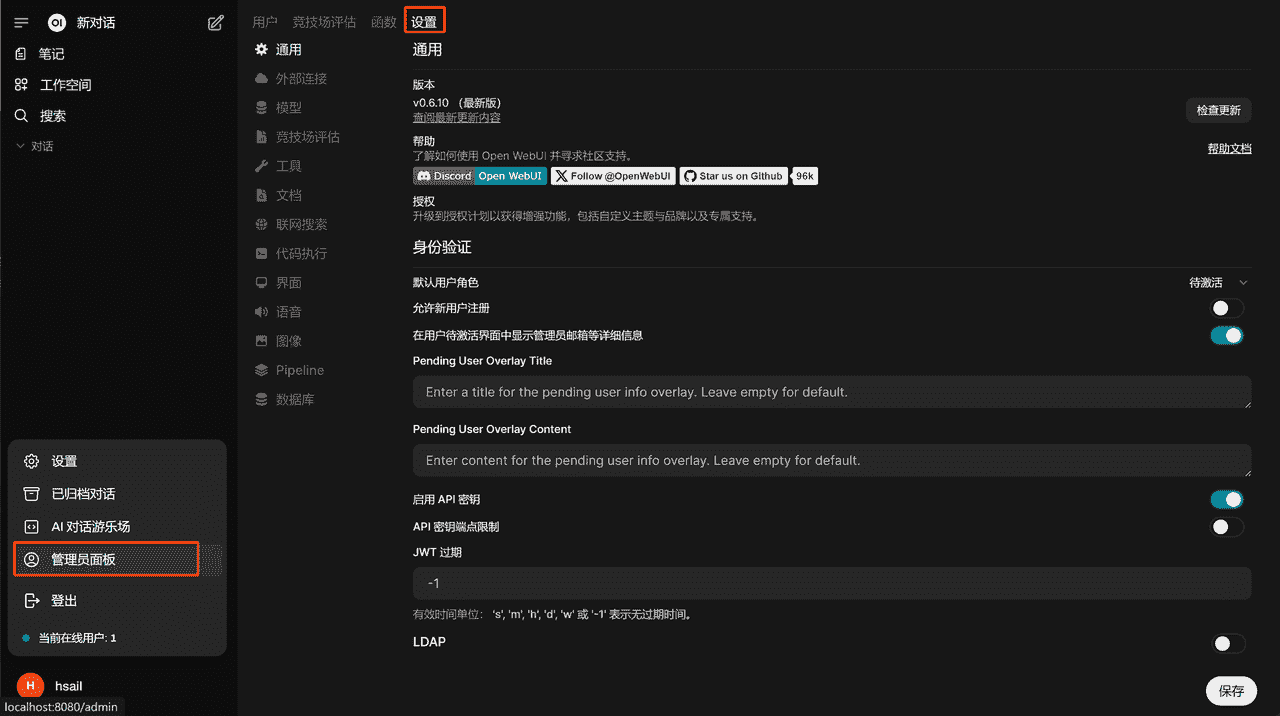 新对话
笔记
工作空间
搜索
对话
设置
已归档对话
AI 对话游乐场
管理员面板
登出
当前在线用户: 1
H
hsail
localhost:8080/admin
用户 竞技场评估 函数 设置
通用
外部连接
模型
竞技场评估
工具
文档
联网搜索
代码执行
界面
语音
图像
Pipeline
数据库
通用
版本
v0.6.10 （最新版）
查阅最新更新内容
检查更新
帮助
了解如何使用 Open WebUI 并寻求社区支持。
帮助文档
Discord Open WebUI Follow @OpenWebUI Star us on Github 96k
授权
升级到授权计划以获得增强功能，包括自定义主题与品牌以及专属支持。
身份验证
默认用户角色 待激活
允许新用户注册
在用户待激活界面中显示管理员邮箱等详细信息
Pending User Overlay Title
Enter a title for the pending user info overlay. Leave empty for default.
Pending User Overlay Content
Enter content for the pending user info overlay. Leave empty for default.
启用 API 密钥
API 密钥端点限制
JWT 过期
-1
有效时间单位： 's', 'm', 'h', 'd', 'w' 或 '-1' 表示无过期时间。
LDAP
保存